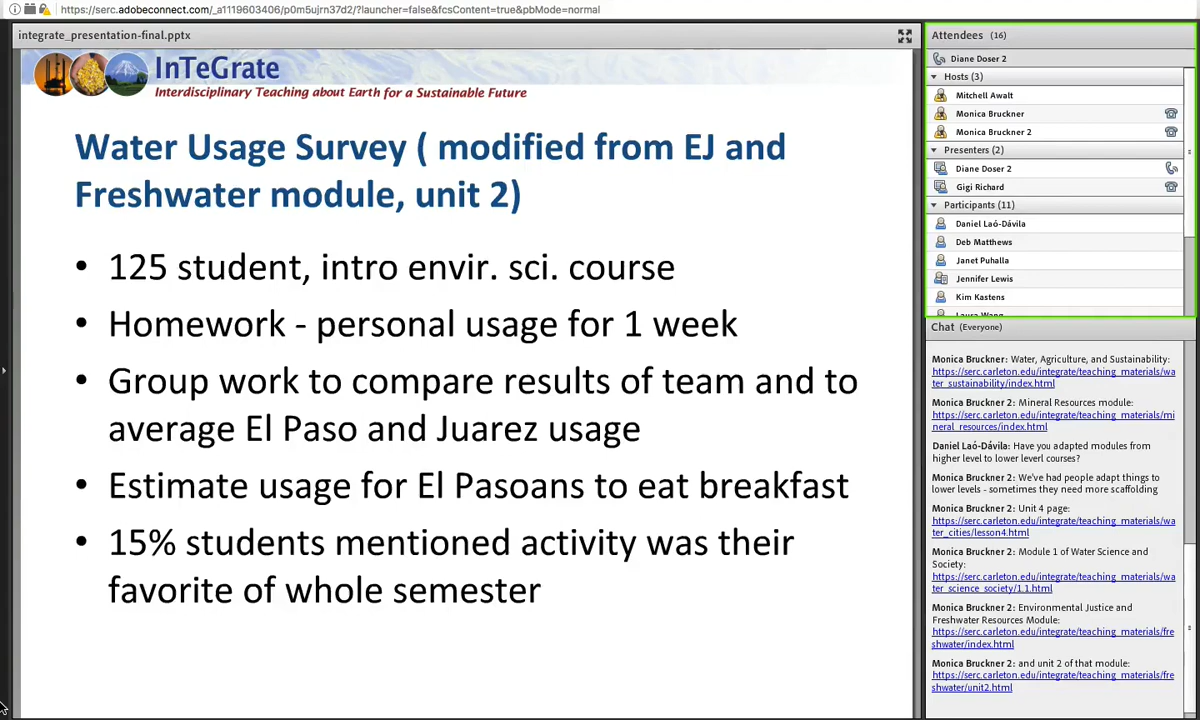 https://serc.adobeconnect.com/_a1119603406/p0m5ujrn37d2/?launcher=false&fcsContent=true&pbMode=normal
integrate_presentation-final.pptx
InTeGrate
Interdisciplinary Teaching about Earth for a Sustainable Future
Water Usage Survey ( modified from EJ and
Freshwater module, unit 2)
• 125 student, intro envir. sci. course
• Homework - personal usage for 1 week
• Group work to compare results of team and to
average El Paso and Juarez usage
• Estimate usage for El Pasoans to eat breakfast
• 15% students mentioned activity was their
favorite of whole semester
Attendees (16)
Diane Doser 2
Hosts (3)
Mitchell Awalt
Monica Bruckner
Monica Bruckner 2
Presenters (2)
Diane Doser 2
Gigi Richard
Participants (11)
Daniel Laó-Dávila
Deb Matthews
Janet Puhalla
Jennifer Lewis
Kim Kastens
Chat (Everyone)
Monica Bruckner: Water, Agriculture, and Sustainability:
https://serc.carleton.edu/integrate/teaching_materials/wa
ter_sustainability/index.html
Monica Bruckner 2: Mineral Resources module:
https://serc.carleton.edu/integrate/teaching_materials/mi
neral_resources/index.html
Daniel Laó-Dávila: Have you adapted modules from
higher level to lower leverl courses?
Monica Bruckner 2: We've had people adapt things to
lower levels - sometimes they need more scaffolding
Monica Bruckner 2: Unit 4 page:
https://serc.carleton.edu/integrate/teaching_materials/wa
ter_cities/lesson4.html
Monica Bruckner 2: Module 1 of Water Science and
Society:
https://serc.carleton.edu/integrate/teaching_materials/wa
ter_science_society/1.1.html
Monica Bruckner 2: Environmental Justice and
Freshwater Resources Module:
https://serc.carleton.edu/integrate/teaching_materials/fre
shwater/index.html
Monica Bruckner 2: and unit 2 of that module:
https://serc.carleton.edu/integrate/teaching_materials/fre
shwater/unit2.html